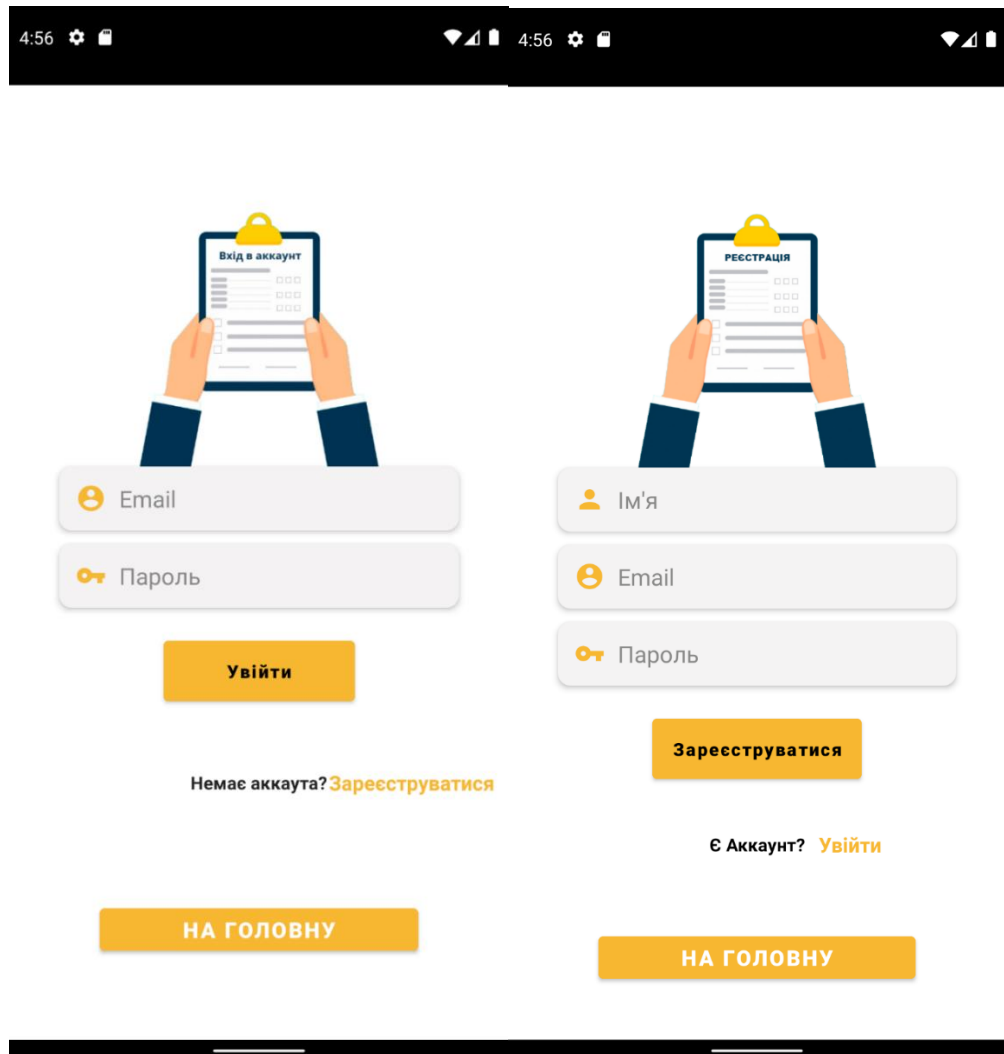 4:56
Вхід в аккаунт
Email
Пароль
Увійти
Немає аккаута? Зареєструватися
НА ГОЛОВНУ
4:56
РЕЄСТРАЦІЯ
Ім'я
Email
Пароль
Зареєструватися
Є Аккаунт? Увійти
НА ГОЛОВНУ